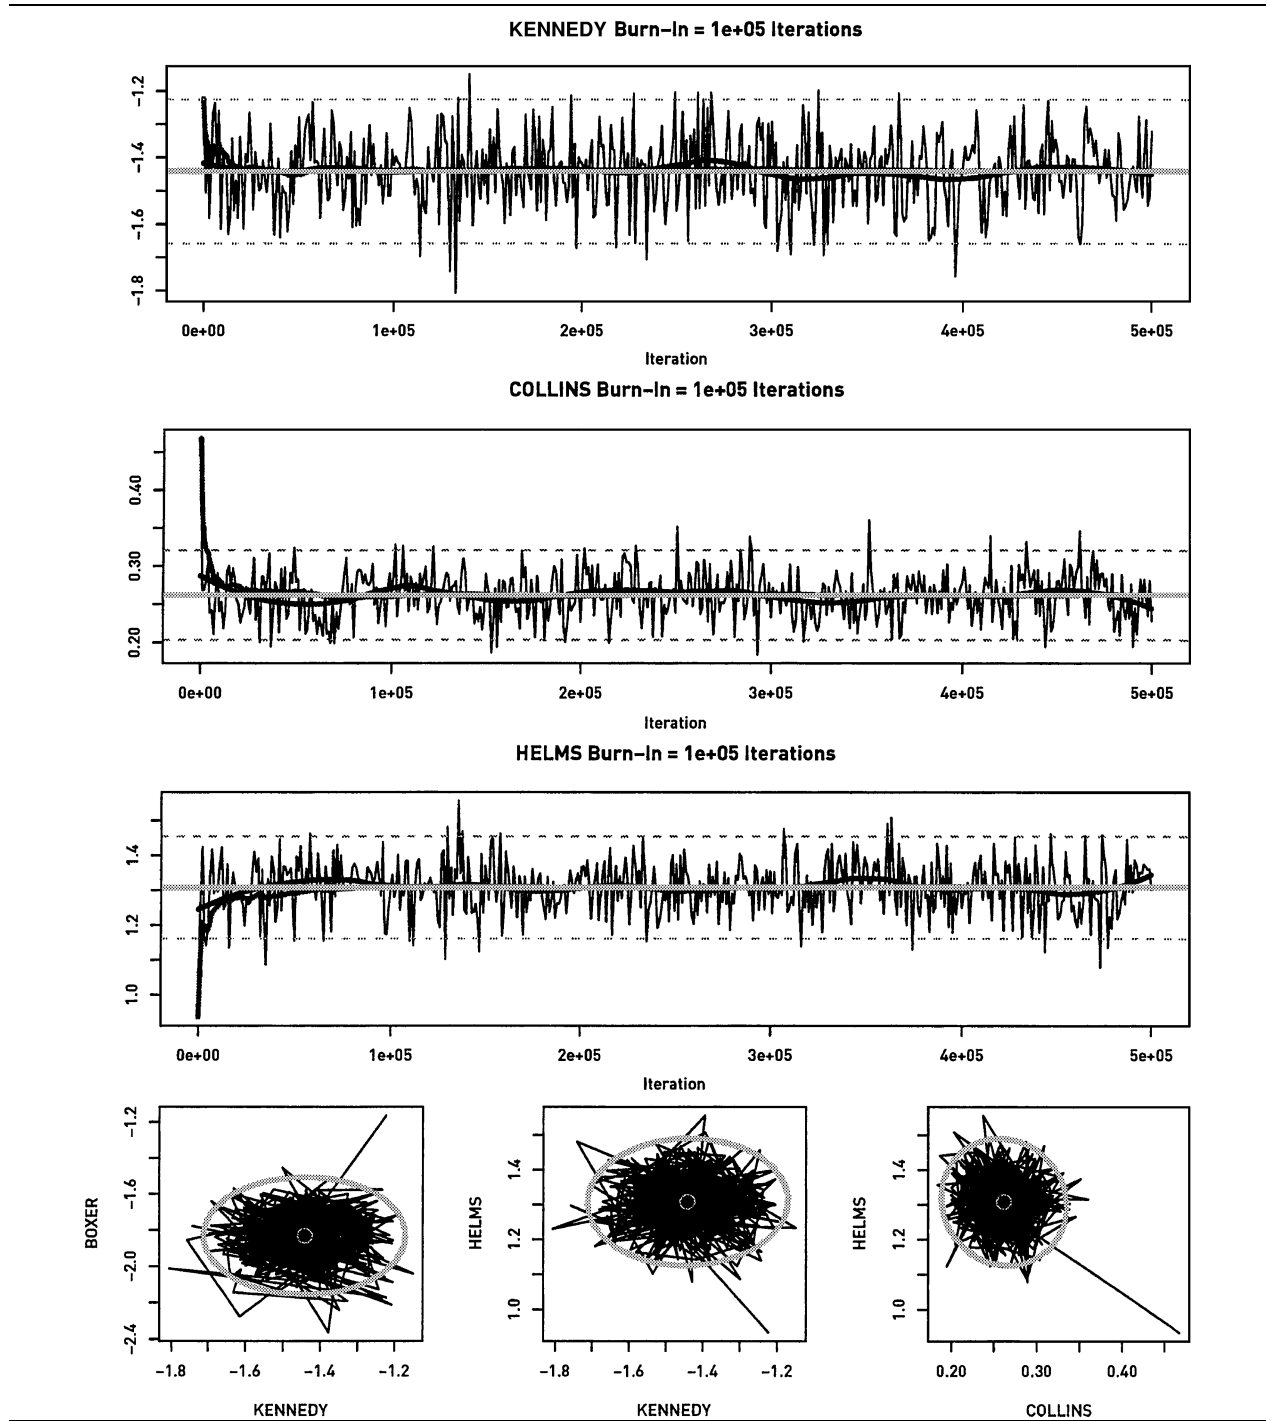 KENNEDY Burn-In = 1e+05 Iterations
-1.2
-1.4
-1.6
-1.8
0e+00 1e+05 2e+05 3e+05 4e+05 5e+05
Iteration
COLLINS Burn-In = 1e+05 Iterations
0.40
0.30
0.20
0e+00 1e+05 2e+05 3e+05 4e+05 5e+05
Iteration
HELMS Burn-In = 1e+05 Iterations
1.4
1.2
1.0
0e+00 1e+05 2e+05 3e+05 4e+05 5e+05
Iteration
BOXER
-1.2
-1.6
-2.0
-2.4
-1.8 -1.6 -1.4 -1.2
KENNEDY
HELMS
1.4
1.2
1.0
-1.8 -1.6 -1.4 -1.2
KENNEDY
HELMS
1.4
1.2
1.0
0.20 0.30 0.40
COLLINS